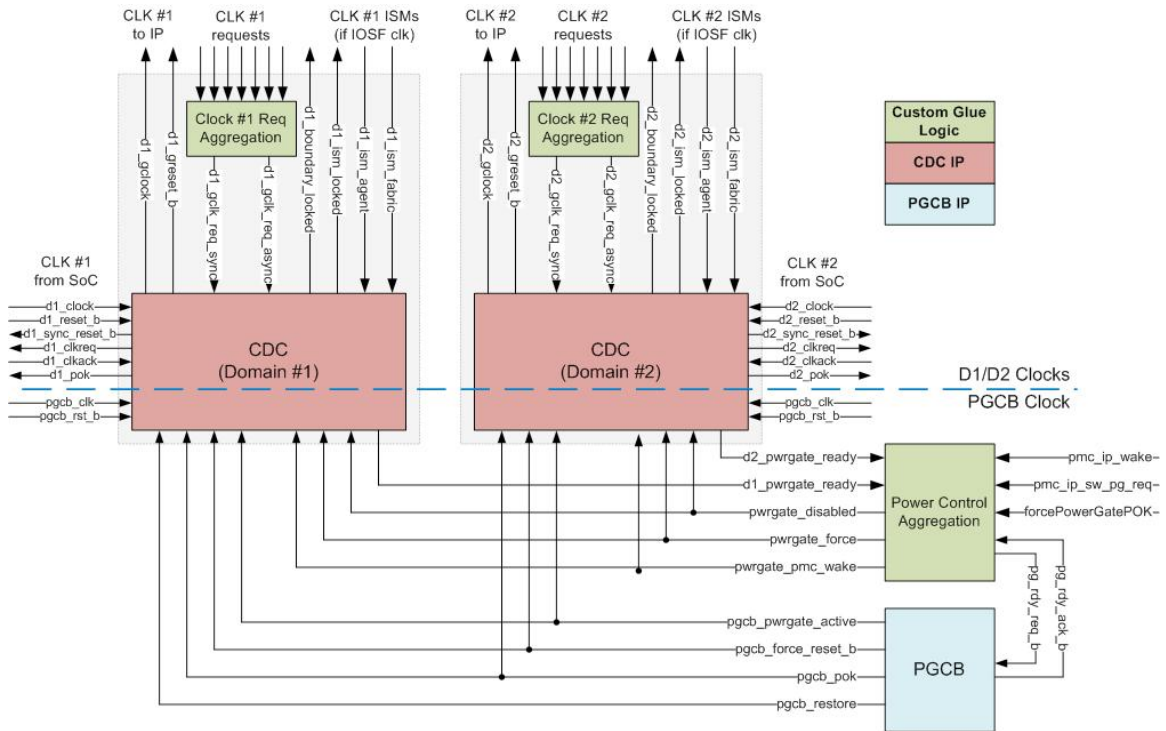 CLK #1
to IP
CLK #1
requests
CLK #1 ISMs
(if IOSF clk)
CLK #2
to IP
CLK #2
requests
CLK #2 ISMs
(if IOSF clk)
Clock #1 Req
Aggregation
d1_gclock
d1_greset_b
d1_gclk_req_sync
d1_gclk_req_async
d1_boundary_locked
d1_ism_locked
d1_ism_agent
d1_ism_fabric
Clock #2 Req
Aggregation
d2_gclock
d2_greset_b
d2_gclk_req_sync
d2_gclk_req_async
d2_boundary_locked
d2_ism_locked
d2_ism_agent
d2_ism_fabric
Custom Glue
Logic
CDC IP
PGCB IP
CLK #1
from SoC
d1_clock
d1_reset_b
d1_sync_reset_b
d1_clkreq
d1_clkack
d1_pok
pgcb_clk
pgcb_rst_b
CDC
(Domain #1)
CDC
(Domain #2)
CLK #2
from SoC
d2_clock
d2_reset_b
d2_sync_reset_b
d2_clkreq
d2_clkack
d2_pok
pgcb_clk
pgcb_rst_b
D1/D2 Clocks
PGCB Clock
d2_pwrgate_ready
d1_pwrgate_ready
pwrgate_disabled
pwrgate_force
pwrgate_pmc_wake
Power Control
Aggregation
pmc_ip_wake
pmc_ip_sw_pg_req
forcePowerGatePOK
pg_rdy_req_b
pg_rdy_ack_b
pgcb_pwrgate_active
pgcb_force_reset_b
pgcb_pok
pgcb_restore
PGCB